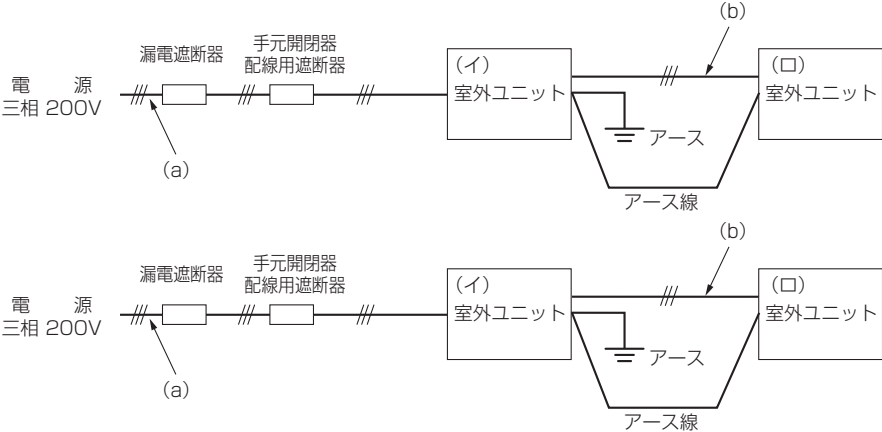 (b)
漏電遮断器
手元開閉器
配線用遮断器
電 源
三相 200V
(a)
(イ)
室外ユニット
(ロ)
室外ユニット
アース
アース線
(b)
漏電遮断器
手元開閉器
配線用遮断器
電 源
三相 200V
(a)
(イ)
室外ユニット
(ロ)
室外ユニット
アース
アース線